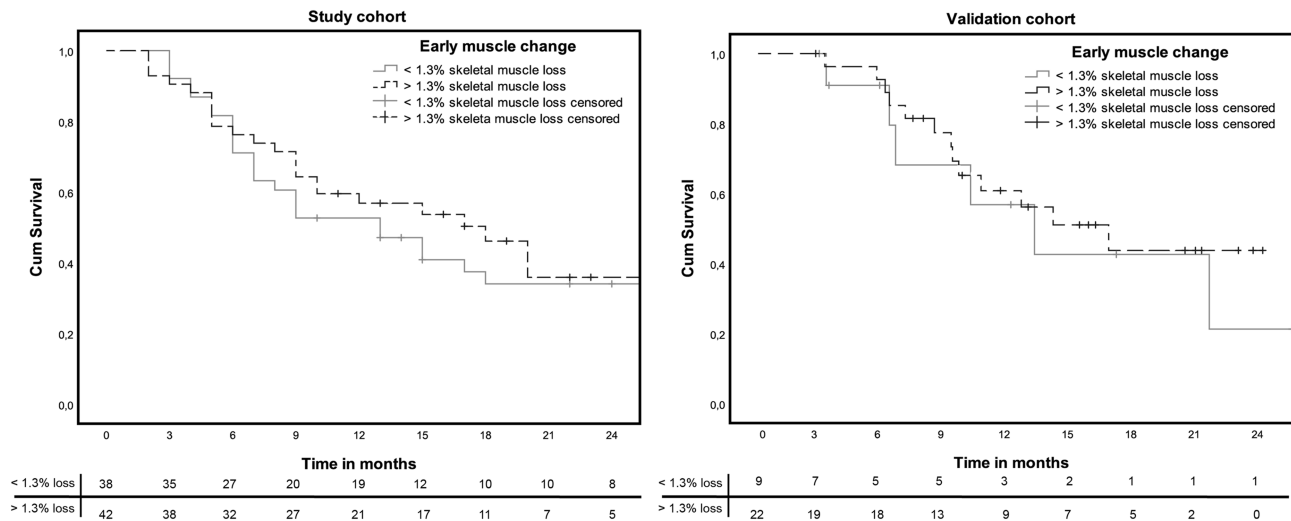 Study cohort
Early muscle change
< 1.3% skeletal muscle loss
> 1.3% skeletal muscle loss
< 1.3% skeletal muscle loss censored
> 1.3% skeleta muscle loss censored
Cum Survival
1,0
0,8
0,6
0,4
0,2
0,0
0 3 6 9 12 15 18 21 24
Time in months
< 1.3% loss 38 35 27 20 19 12 10 10 8
> 1.3% loss 42 38 32 27 21 17 11 7 5
Validation cohort
Early muscle change
< 1.3% skeletal muscle loss
> 1.3% skeletal muscle loss
< 1.3% skeletal muscle loss censored
> 1.3% skeletal muscle loss censored
Cum Survival
1,0
0,8
0,6
0,4
0,2
0,0
0 3 6 9 12 15 18 21 24
Time in months
< 1.3% loss 9 7 5 5 3 2 1 1 1
> 1.3% loss 22 19 18 13 9 7 5 2 0